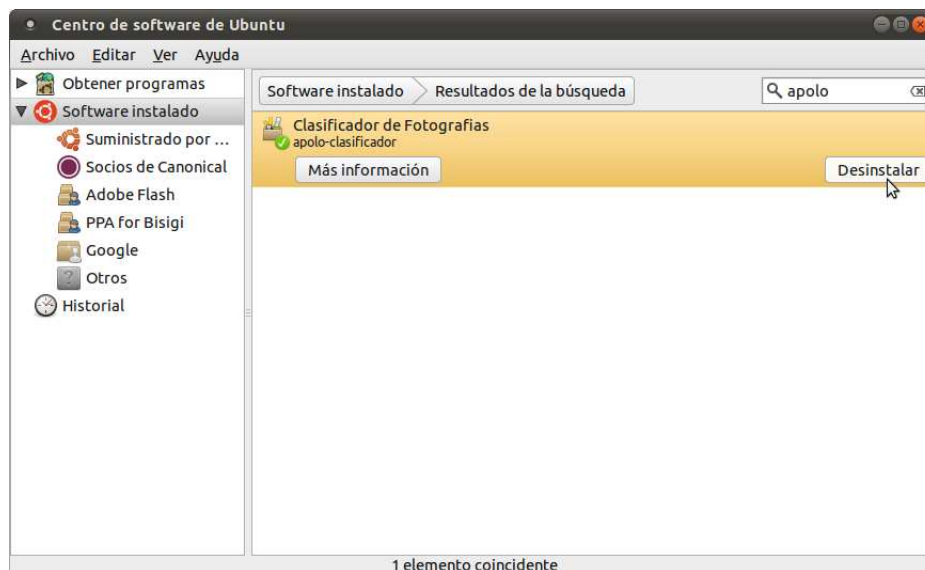 Centro de software de Ubuntu
Archivo Editar Ver Ayuda
Obtener programas
Software instalado
Suministrado por ...
Socios de Canonical
Adobe Flash
PPA for Bisigi
Google
Otros
Historial
Software instalado Resultados de la búsqueda apolo
Clasificador de Fotografias
apolo-clasificador
Más información Desinstalar
1 elemento coincidente